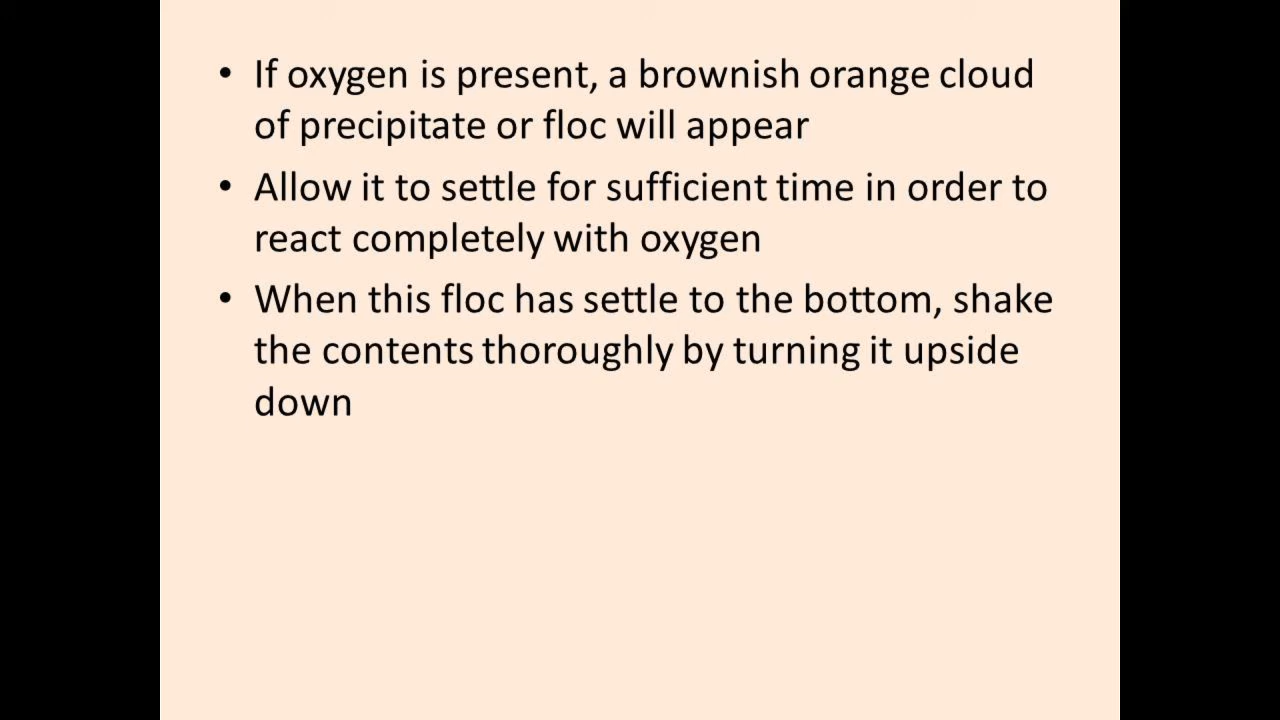 • If oxygen is present, a brownish orange cloud
of precipitate or floc will appear
• Allow it to settle for sufficient time in order to
react completely with oxygen
• When this floc has settle to the bottom, shake
the contents thoroughly by turning it upside
down